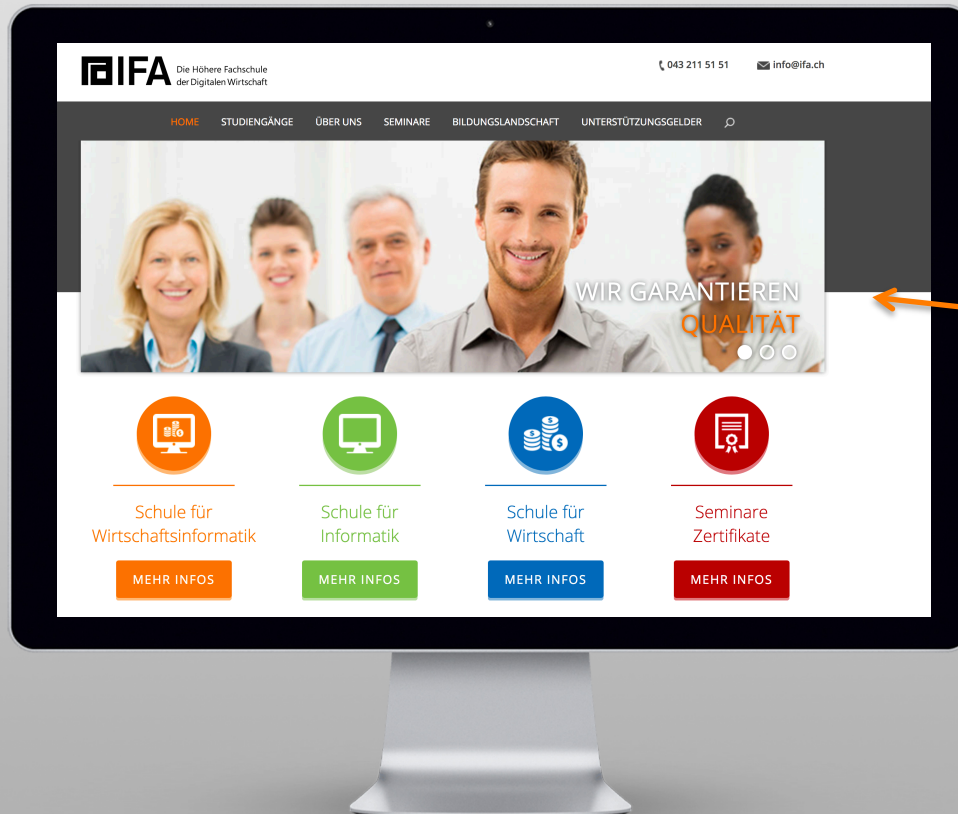 IFA
Die Höhere Fachschule
der Digitalen Wirtschaft
043 211 51 51
info@ifa.ch
HOME STUDIENGÄNGE ÜBER UNS SEMINARE BILDUNGSLANDSCHAFT UNTERSTÜTZUNGSGELDER
WIR GARANTIEREN
QUALITÄT
Schule für
Wirtschaftsinformatik
MEHR INFOS
Schule für
Informatik
MEHR INFOS
Schule für
Wirtschaft
MEHR INFOS
Seminare
Zertifikate
MEHR INFOS